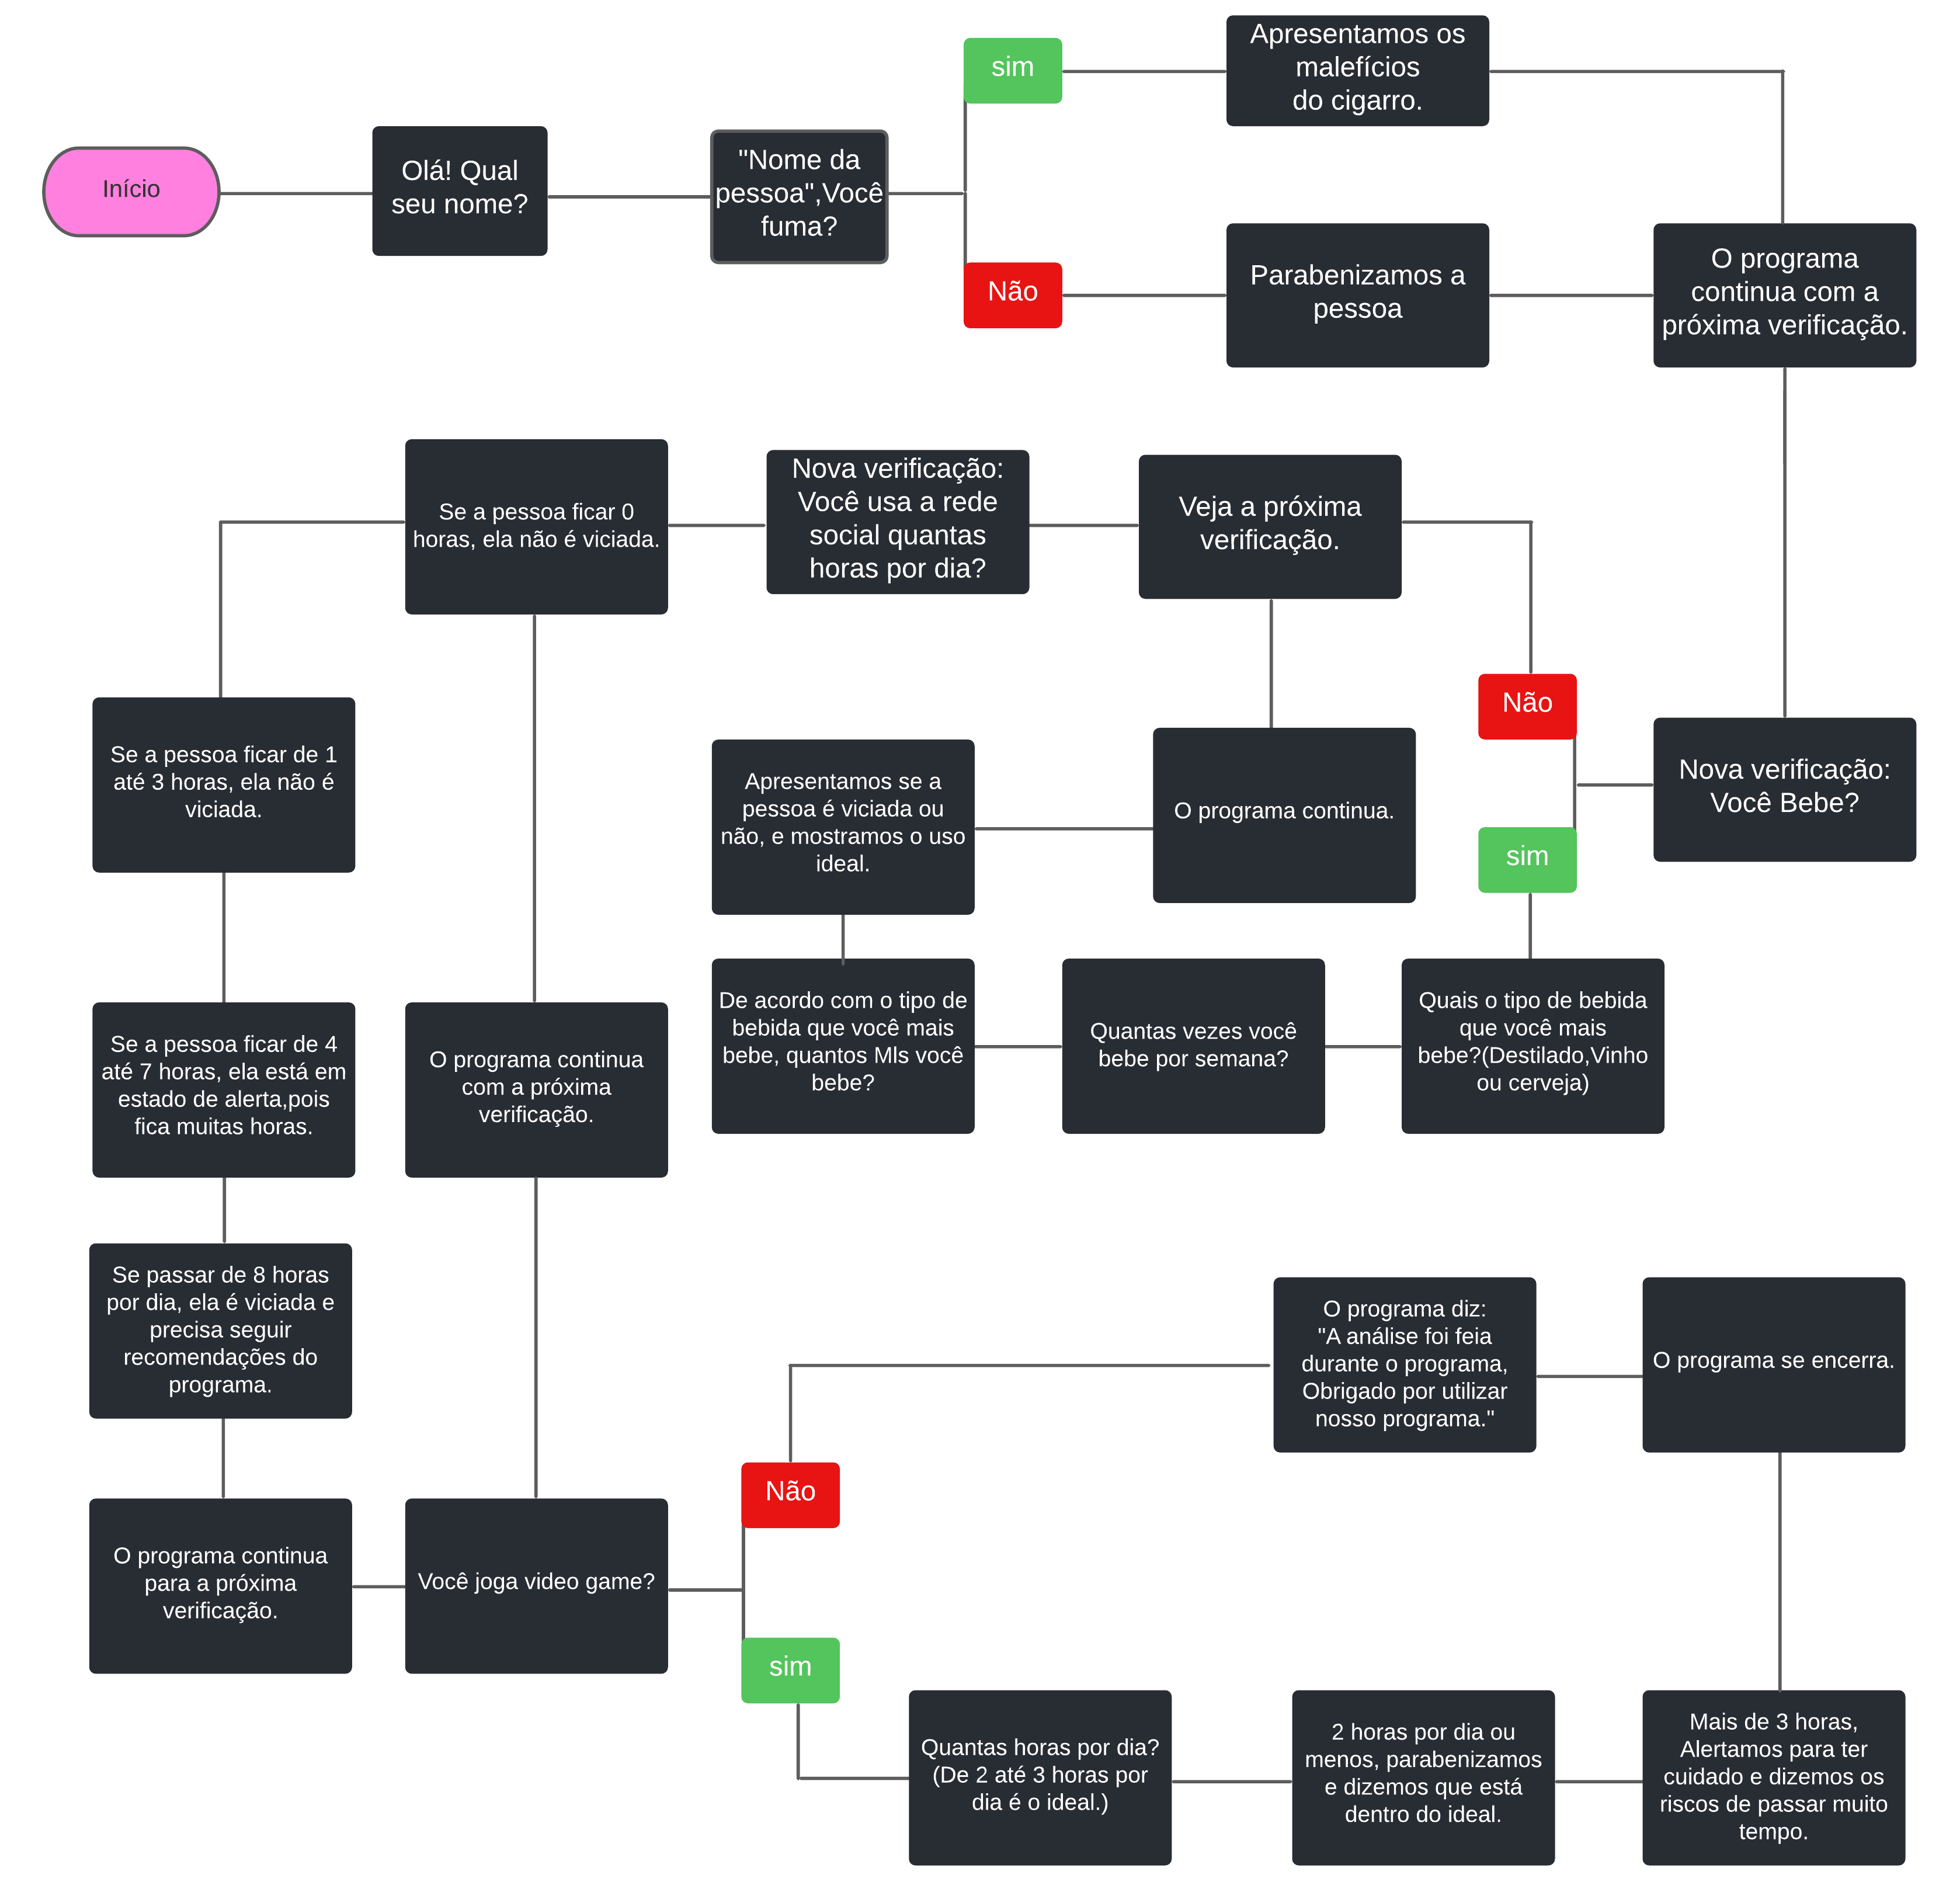 Início
Olá! Qual
seu nome?
"Nome da
pessoa",Você
fuma?
sim
Apresentamos os
malefícios
do cigarro.
Não
Parabenizamos a
pessoa
O programa
continua com a
próxima verificação.
Nova verificação:
Você Bebe?
Não
sim
Veja a próxima
verificação.
Quais o tipo de bebida
que você mais
bebe?(Destilado,Vinho
ou cerveja)
Quantas vezes você
bebe por semana?
De acordo com o tipo de
bebida que você mais
bebe, quantos Mls você
bebe?
Apresentamos se a
pessoa é viciada ou
não, e mostramos o uso
ideal.
O programa continua.
Nova verificação:
Você usa a rede
social quantas
horas por dia?
Se a pessoa ficar 0
horas, ela não é viciada.
Se a pessoa ficar de 1
até 3 horas, ela não é
viciada.
Se a pessoa ficar de 4
até 7 horas, ela está em
estado de alerta,pois
fica muitas horas.
Se passar de 8 horas
por dia, ela é viciada e
precisa seguir
recomendações do
programa.
O programa continua
para a próxima
verificação.
O programa continua
com a próxima
verificação.
Você joga video game?
Não
sim
O programa diz:
"A análise foi feia
durante o programa,
Obrigado por utilizar
nosso programa."
O programa se encerra.
Quantas horas por dia?
(De 2 até 3 horas por
dia é o ideal.)
2 horas por dia ou
menos, parabenizamos
e dizemos que está
dentro do ideal.
Mais de 3 horas,
Alertamos para ter
cuidado e dizemos os
riscos de passar muito
tempo.